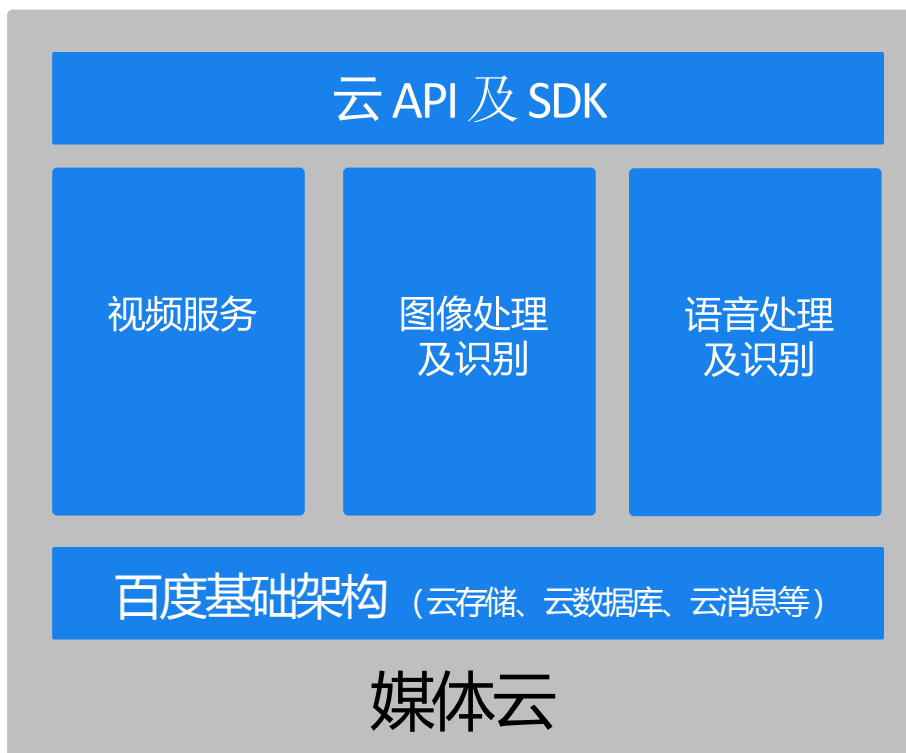 云 API 及 SDK
视频服务
图像处理
及识别
语音处理
及识别
百度基础架构（云存储、云数据库、云消息等）
媒体云